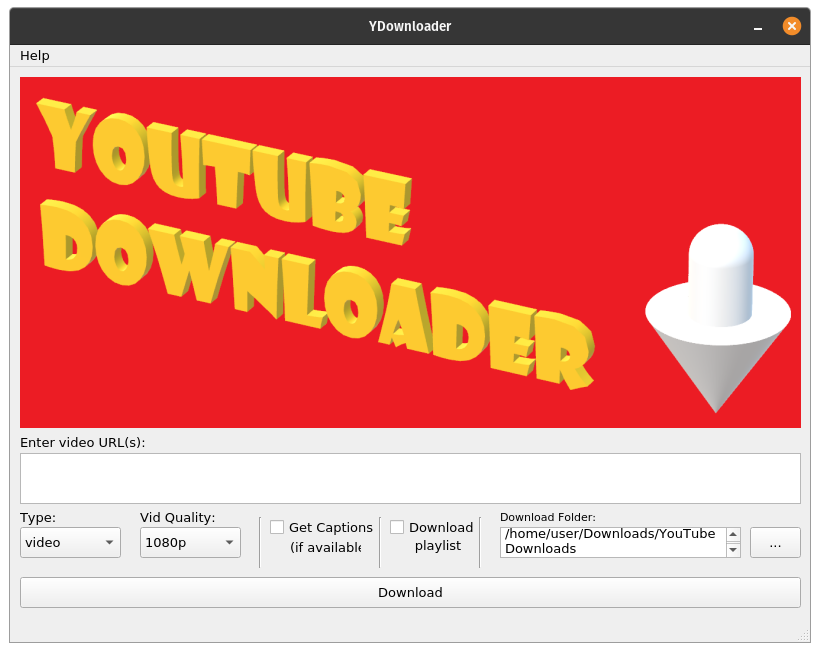 YDownloader
Help
YOUTUBE
DOWNLOADER
Enter video URL(s):
Type:
Vid Quality:
Get Captions
(if available
Download
playlist
Download Folder:
/home/user/Downloads/YouTube
Downloads
video
1080p
...
Download